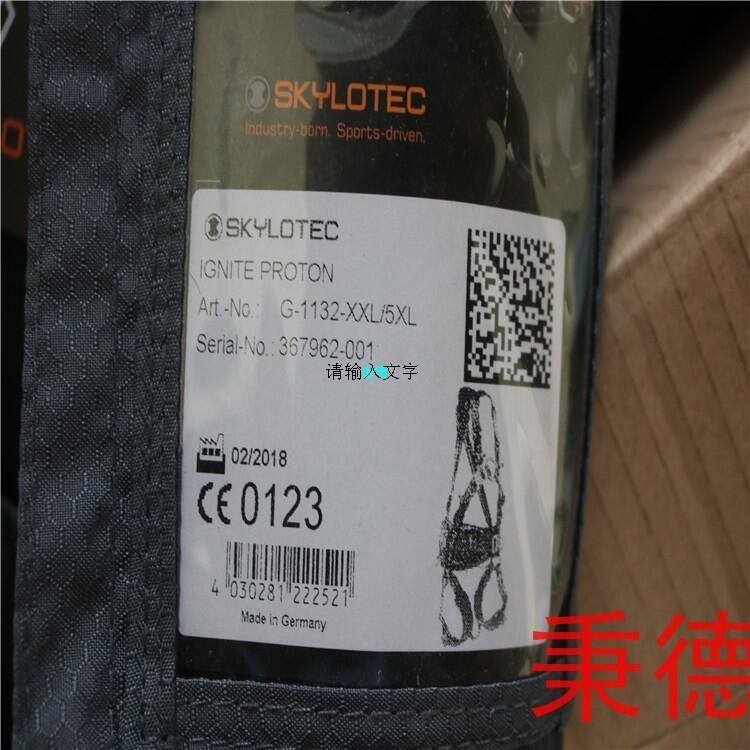 SKYLOTEC
Industry-born. Sports-driven.
SKYLOTEC
IGNITE PROTON
Art.-No.: G-1132-XXL/5XL
Serial-No.: 367962-001
请输入文字
02/2018
CE 0123
4 030281 222521
Made in Germany
秉德